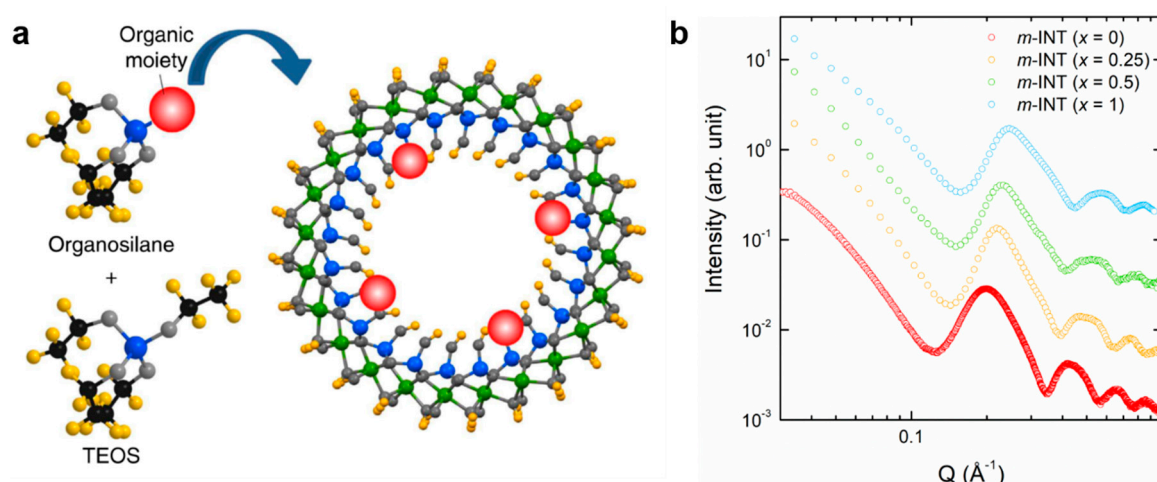 a
Organic
moiety
Organosilane
+
TEOS
b
Intensity (arb. unit)
10¹
10⁰
10⁻¹
10⁻²
10⁻³
m-INT (x = 0)
m-INT (x = 0.25)
m-INT (x = 0.5)
m-INT (x = 1)
0.1
Q (Å⁻¹)